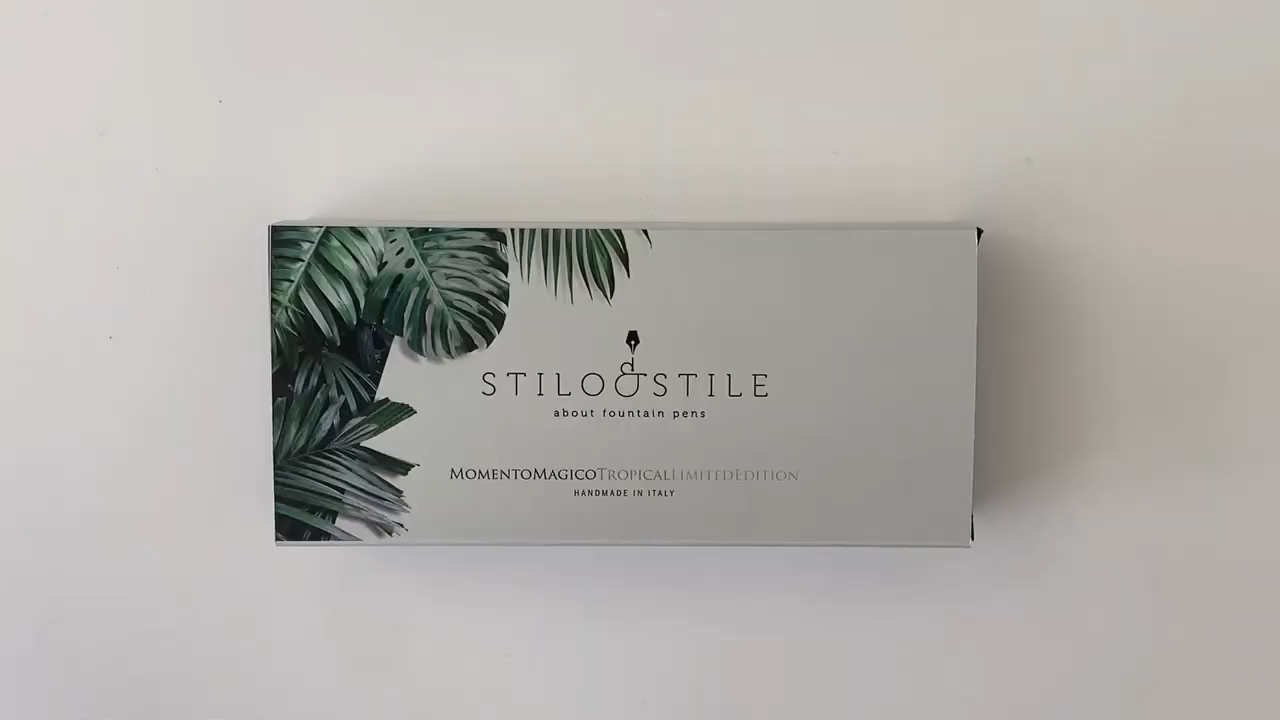 STILO&STILE
about fountain pens
MOMENTOMAGICOTROPICALLIMITEDEDITION
HANDMADE IN ITALY